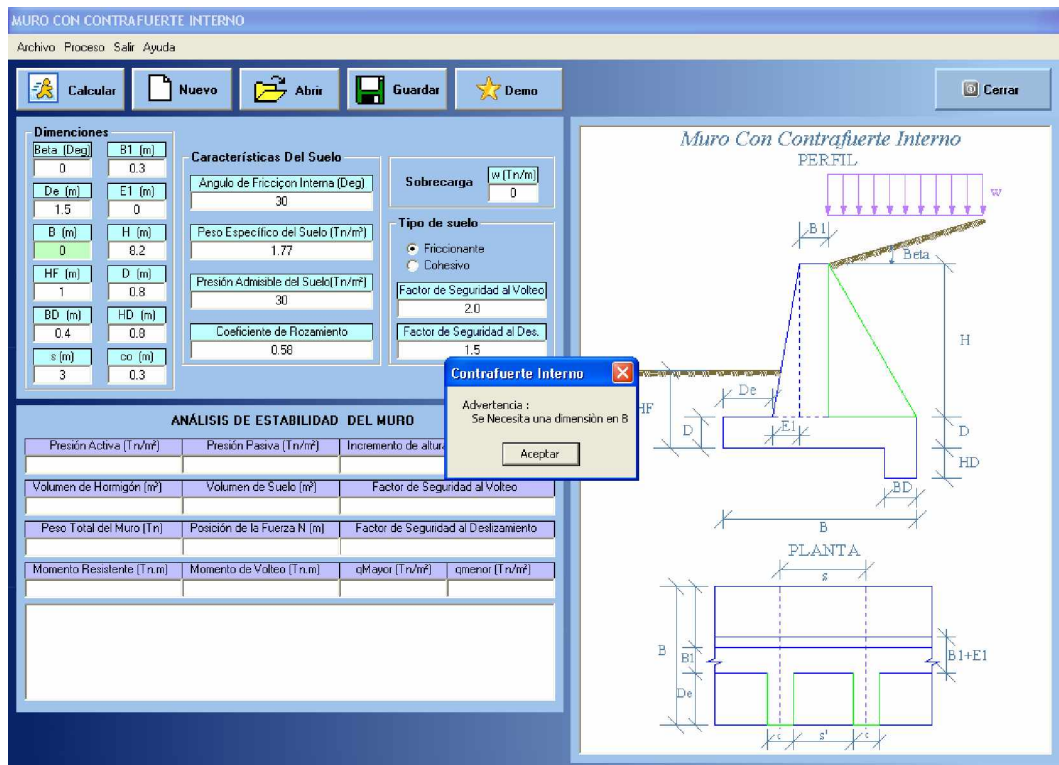 MURO CON CONTRAFUERTE INTERNO
Archivo Proceso Salir Ayuda
Calcular Nuevo Abrir Guardar Demo Cerrar
Dimenciones
Beta (Deg) B1 (m)
0 0.3
De (m) E1 (m)
1.5 0
B (m) H (m)
0 8.2
HF (m) D (m)
1 0.8
BD (m) HD (m)
0.4 0.8
s (m) co (m)
3 0.3
Características Del Suelo
Angulo de Fricciçon Interna (Deg)
30
Peso Específico del Suelo (Tn/m³)
1.77
Presión Admisible del Suelo(Tn/m²)
30
Coeficiente de Rozamiento
0.58
Sobrecarga w (Tn/m)
0
Tipo de suelo
Friccionante
Cohesivo
Factor de Seguridad al Volteo
2.0
Factor de Seguridad al Des.
1.5
Contrafuerte Interno
Advertencia :
Se Necesita una dimensiòn en B
Aceptar
ANÁLISIS DE ESTABILIDAD DEL MURO
Presión Activa (Tn/m²) Presión Pasiva (Tn/m²) Incremento de altura
Volumen de Hormigón (m³) Volumen de Suelo (m³) Factor de Seguridad al Volteo
Peso Total del Muro (Tn) Posición de la Fuerza N (m) Factor de Seguridad al Deslizamiento
Momento Resistente (Tn.m) Momento de Volteo (Tn.m) qMayor (Tn/m²) qmenor (Tn/m²)
Muro Con Contrafuerte Interno
PERFIL
w
B1
Beta
H
De
HF
E1
D
D
HD
BD
B
PLANTA
s
B
B1
B1+E1
De
c s' c